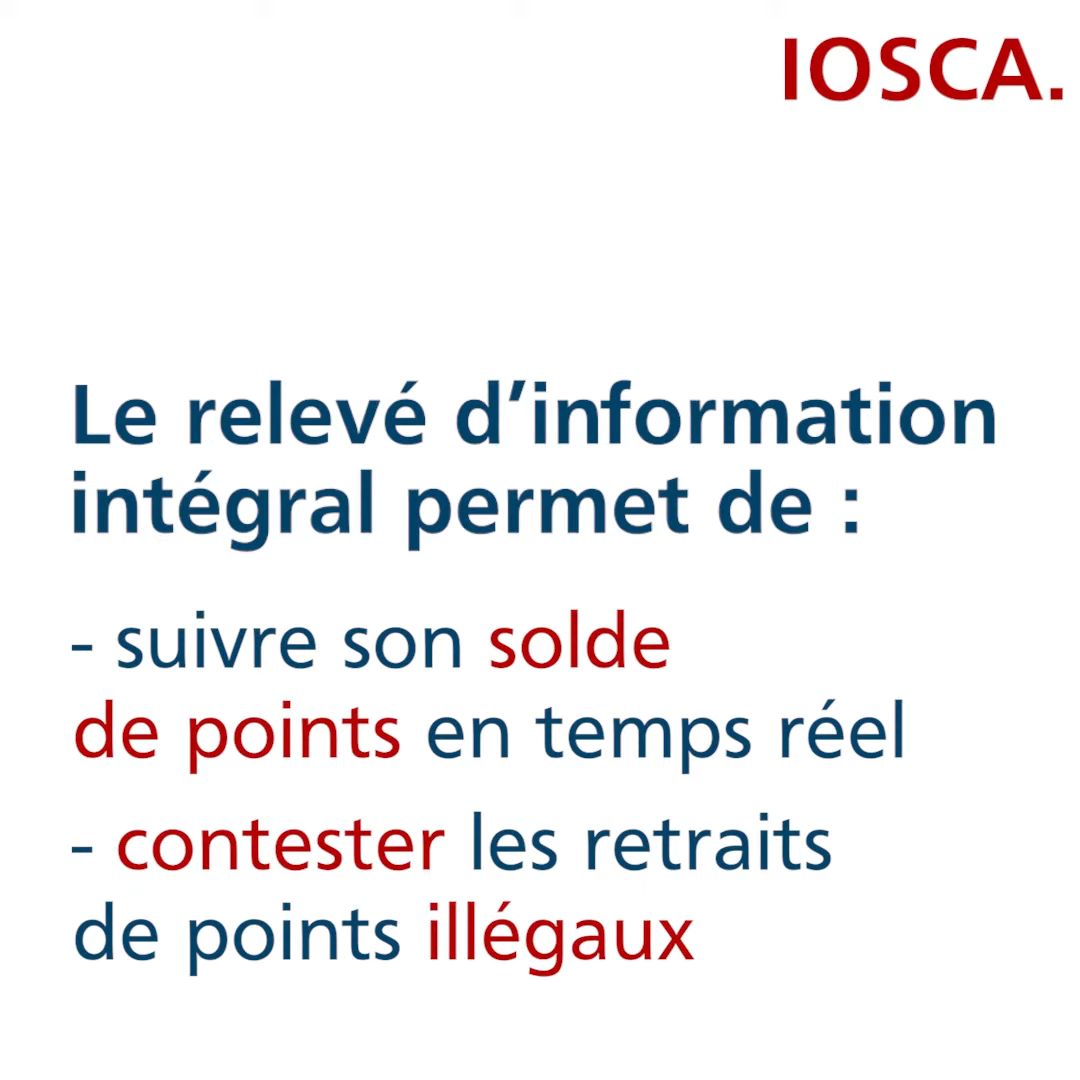 IOSCA.
Le relevé d’information
intégral permet de :
- suivre son solde
de points en temps réel
- contester les retraits
de points illégaux